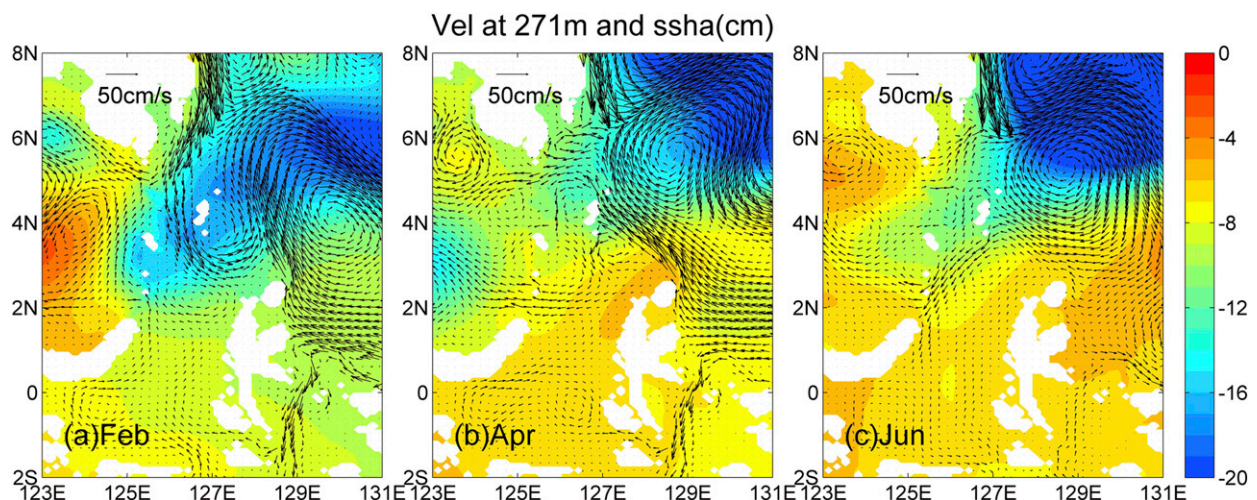 Vel at 271m and ssha(cm)
8N
6N
4N
2N
0
2S
123E 125E 127E 129E 131E
50cm/s
(a)Feb
8N
6N
4N
2N
0
2S
123E 125E 127E 129E 131E
50cm/s
(b)Apr
8N
6N
4N
2N
0
2S
123E 125E 127E 129E 131E
50cm/s
(c)Jun
0
-4
-8
-12
-16
-20